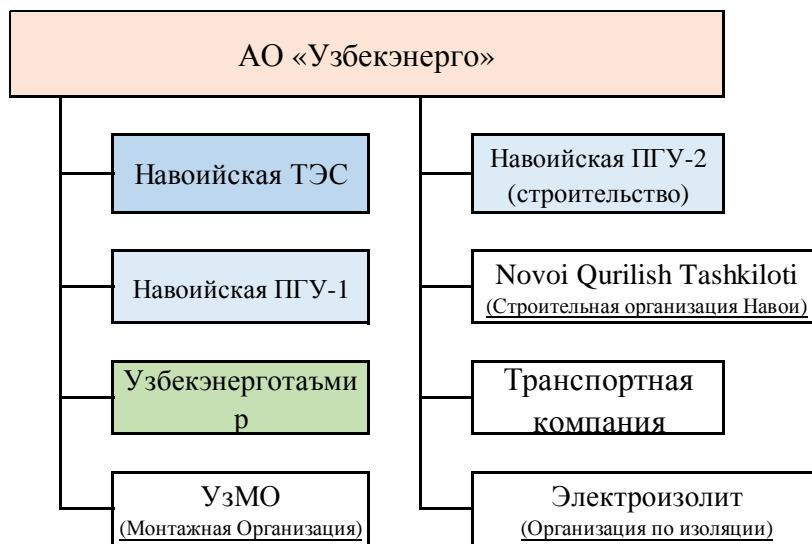 АО «Узбекэнерго»
Навоийская ТЭС
Навоийская ПГУ-1
Узбекэнерготаъми
р
УзМО
(Монтажная Организация)
Навоийская ПГУ-2
(строительство)
Novoi Qurilish Tashkiloti
(Строительная организация Навои)
Транспортная
компания
Электроизолит
(Организация по изоляции)